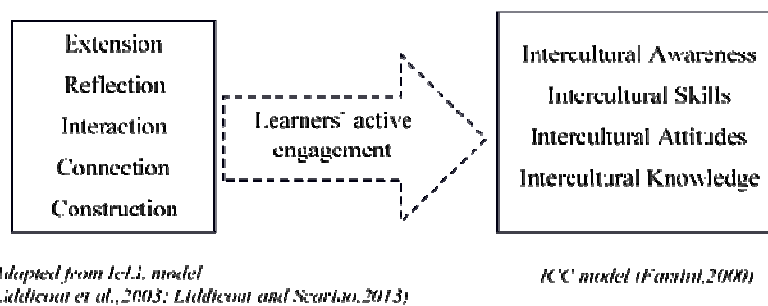 Extension
Reflection
Interaction
Connection
Construction
Learners' active
engagement
Intercultural Awareness
Intercultural Skills
Intercultural Attitudes
Intercultural Knowledge
Adapted from IcLL model
Liddicoat et al., 2003; Liddicoat and Scarino, 2013)
ICC model (Fantini, 2000)